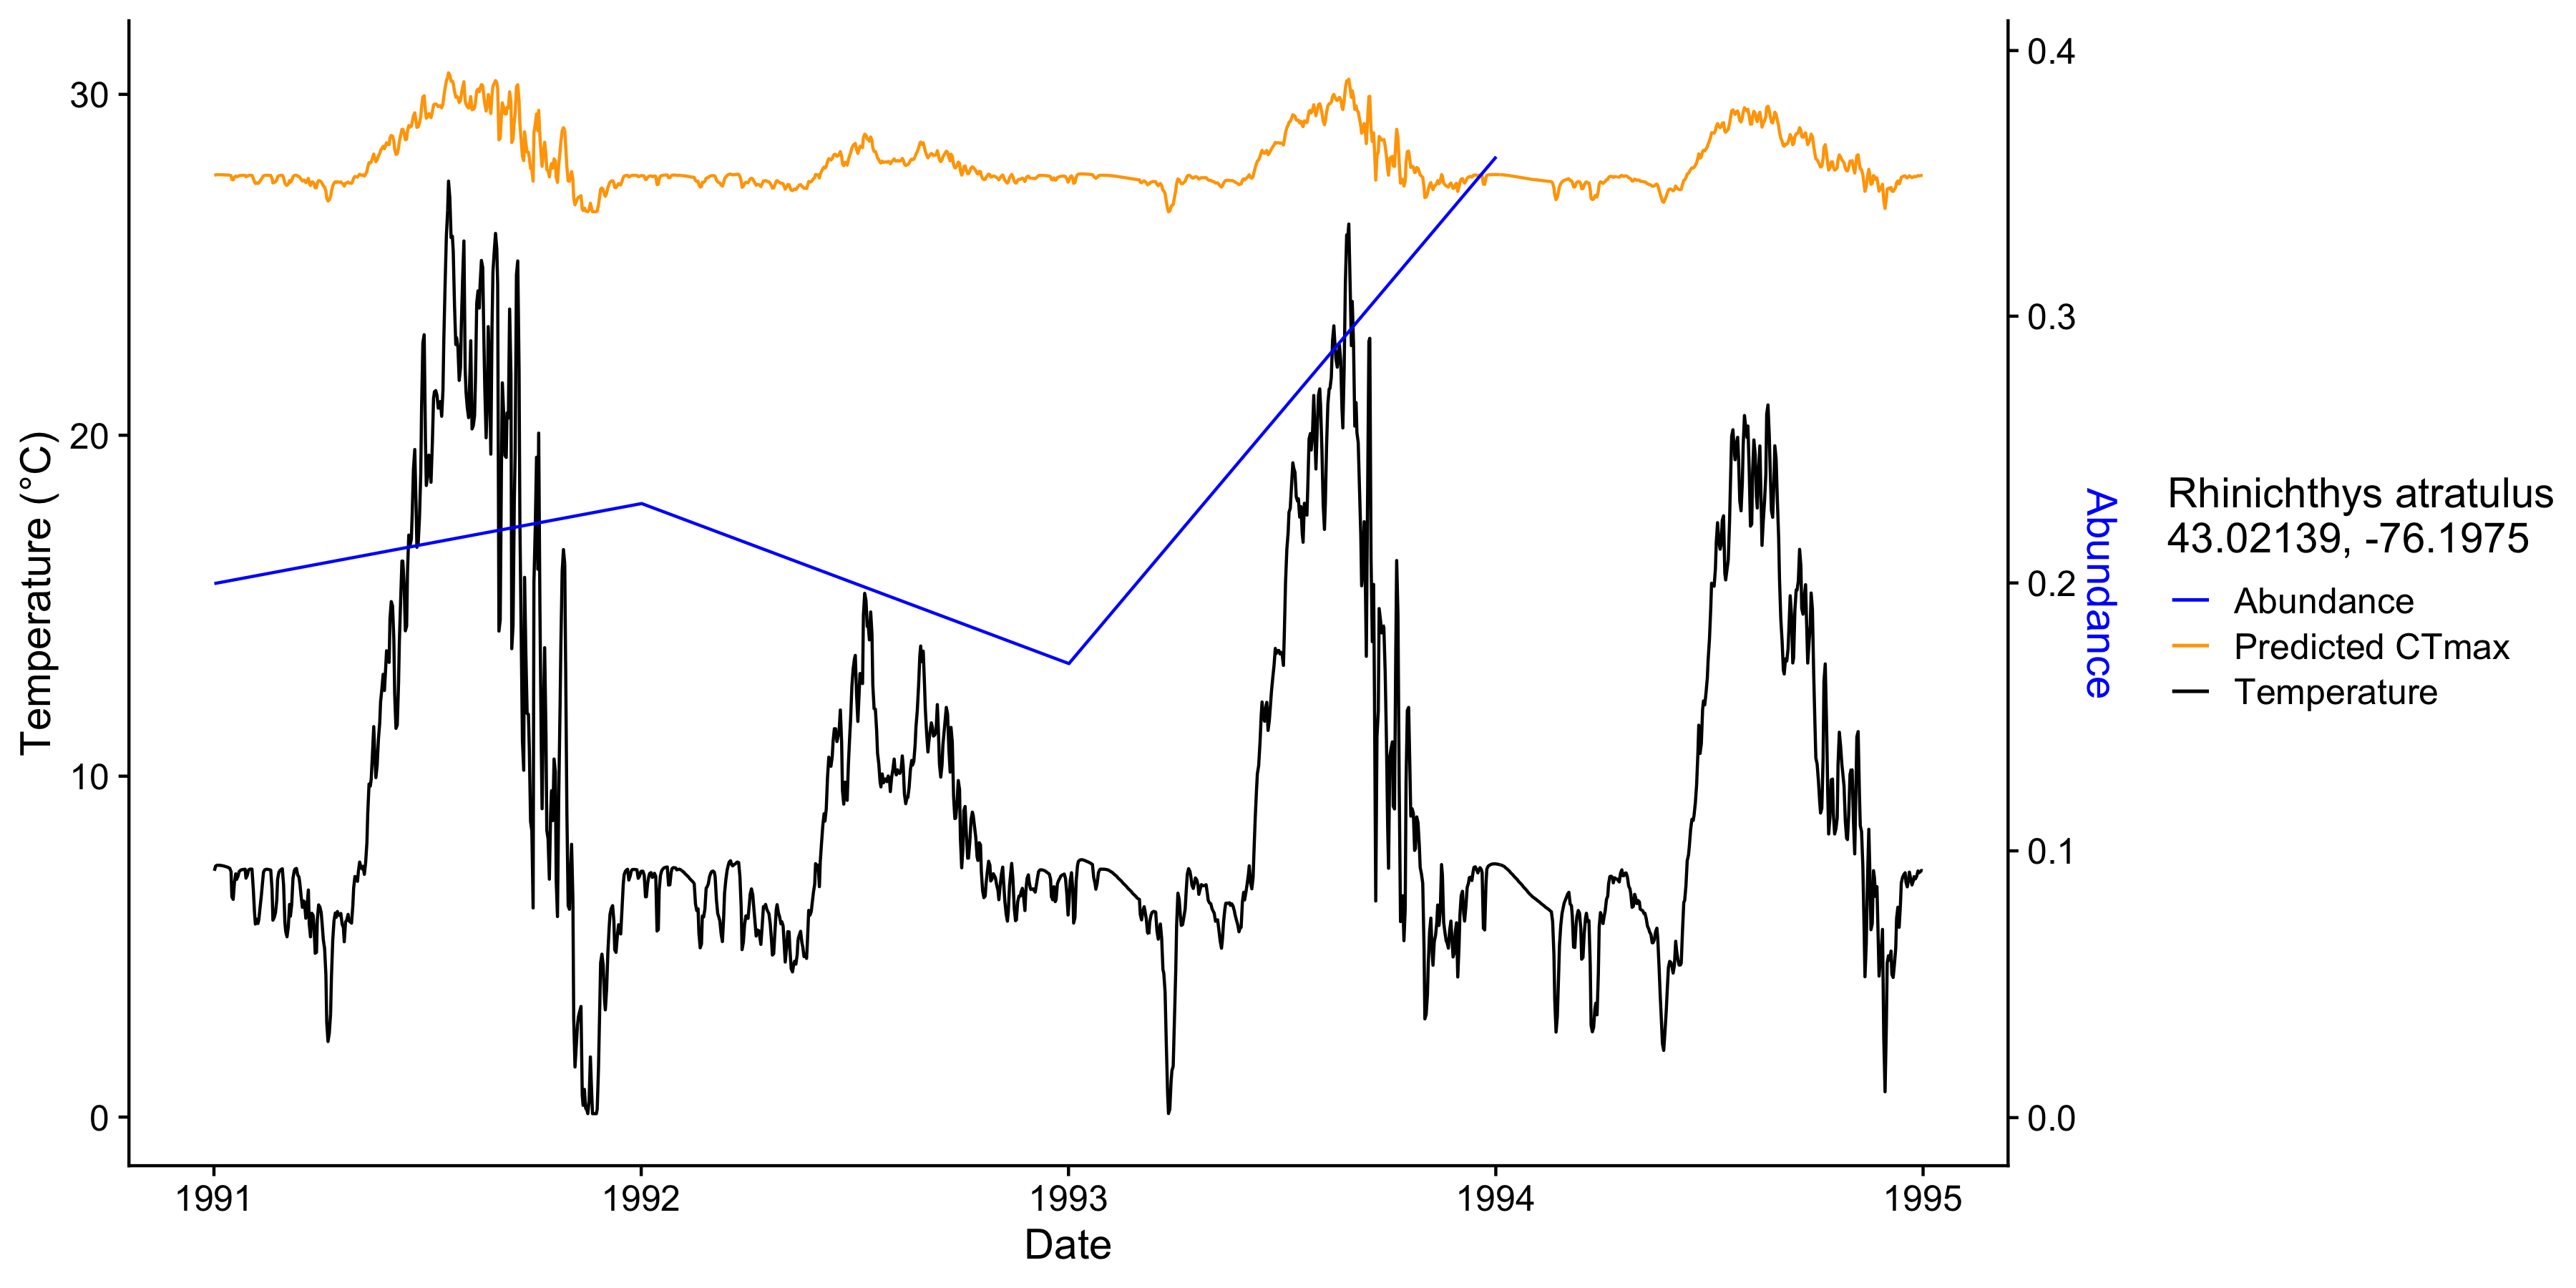 30
20
10
0
Temperature (°C)
1991
1992
1993
1994
1995
Date
0.4
0.3
0.2
0.1
0.0
Abundance
Rhinichthys atratulus
43.02139, -76.1975
Abundance
Predicted CTmax
Temperature